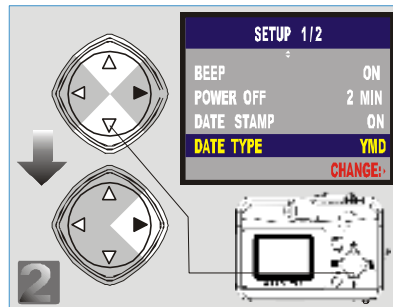 SETUP 1/2
BEEP ON
POWER OFF 2 MIN
DATE STAMP ON
DATE TYPE YMD
CHANGE:
2